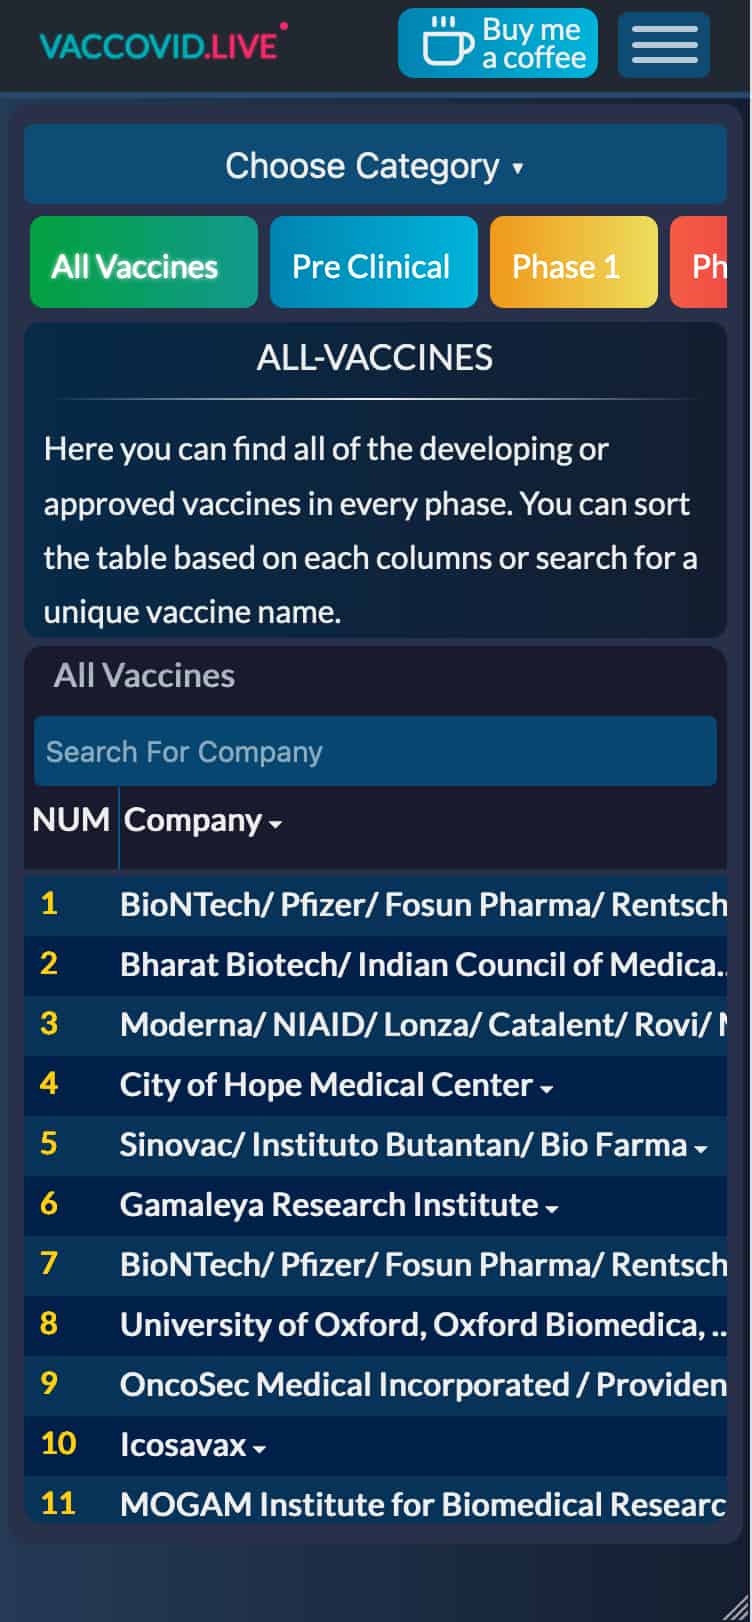 VACCOVID.LIVE
Buy me
a coffee
Choose Category ▾
All Vaccines
Pre Clinical
Phase 1
Ph
ALL-VACCINES
Here you can find all of the developing or
approved vaccines in every phase. You can sort
the table based on each columns or search for a
unique vaccine name.
All Vaccines
Search For Company
NUM Company
1 BioNTech/ Pfizer/ Fosun Pharma/ Rentsch
2 Bharat Biotech/ Indian Council of Medica..
3 Moderna/ NIAID/ Lonza/ Catalent/ Rovi/
4 City of Hope Medical Center
5 Sinovac/ Instituto Butantan/ Bio Farma
6 Gamaleya Research Institute
7 BioNTech/ Pfizer/ Fosun Pharma/ Rentsch
8 University of Oxford, Oxford Biomedica, ..
9 OncoSec Medical Incorporated / Providen
10 Icosavax
11 MOGAM Institute for Biomedical Researc